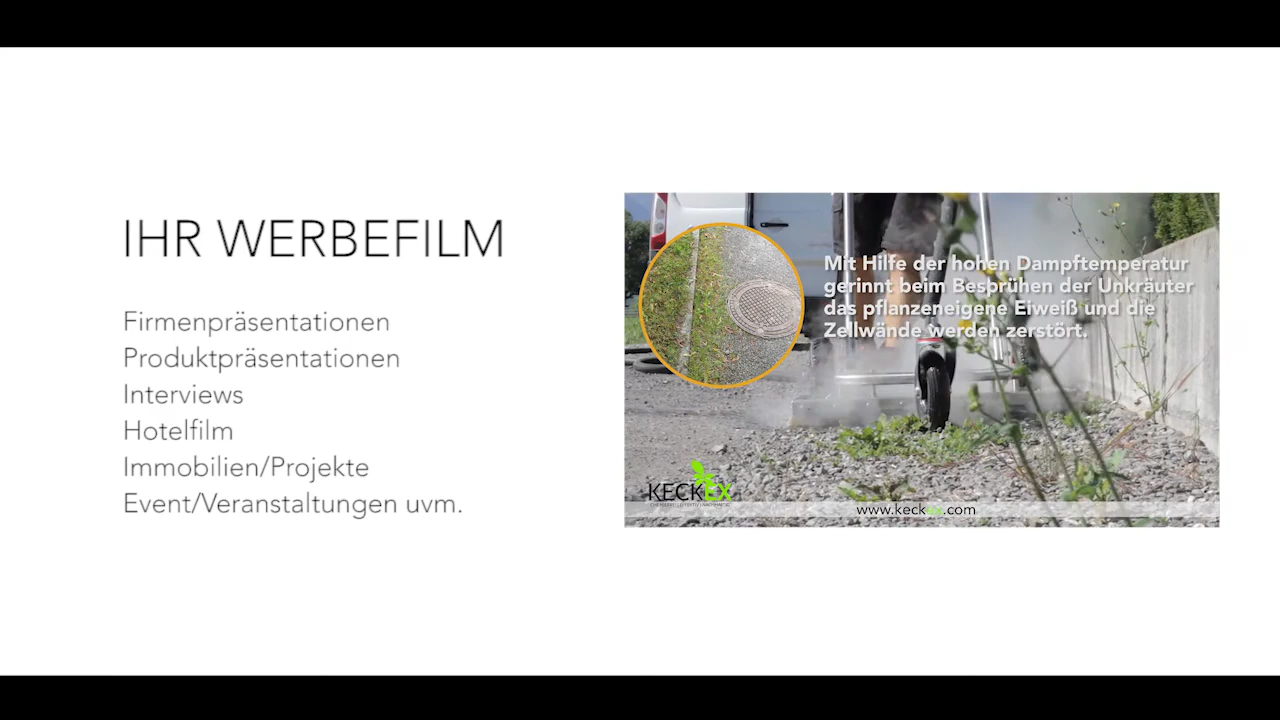 IHR WERBEFILM
Firmenpräsentationen
Produktpräsentationen
Interviews
Hotelfilm
Immobilien/Projekte
Event/Veranstaltungen uvm.
Mit Hilfe der hohen Dampftemperatur
gerinnt beim Besprühen der Unkräuter
das pflanzeneigene Eiweiß und die
Zellwände werden zerstört.
KECKEX
www.keckex.com